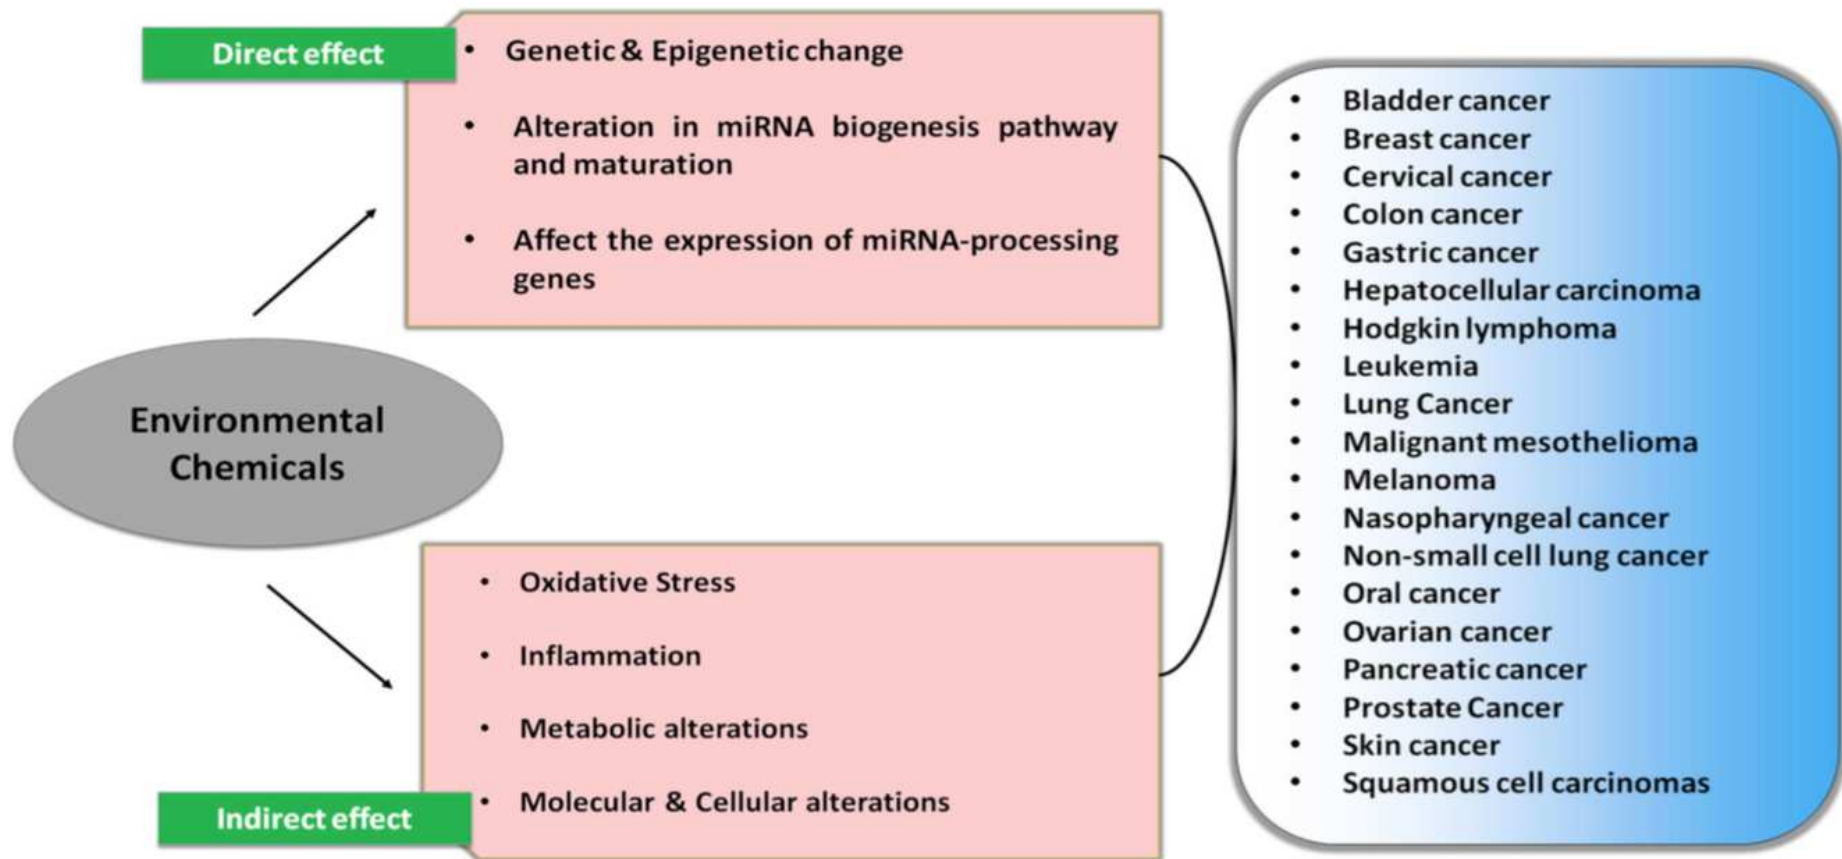 Direct effect
• Genetic & Epigenetic change
• Alteration in miRNA biogenesis pathway
and maturation
• Affect the expression of miRNA-processing
genes
Environmental
Chemicals
• Oxidative Stress
• Inflammation
• Metabolic alterations
• Molecular & Cellular alterations
Indirect effect
• Bladder cancer
• Breast cancer
• Cervical cancer
• Colon cancer
• Gastric cancer
• Hepatocellular carcinoma
• Hodgkin lymphoma
• Leukemia
• Lung Cancer
• Malignant mesothelioma
• Melanoma
• Nasopharyngeal cancer
• Non-small cell lung cancer
• Oral cancer
• Ovarian cancer
• Pancreatic cancer
• Prostate Cancer
• Skin cancer
• Squamous cell carcinomas